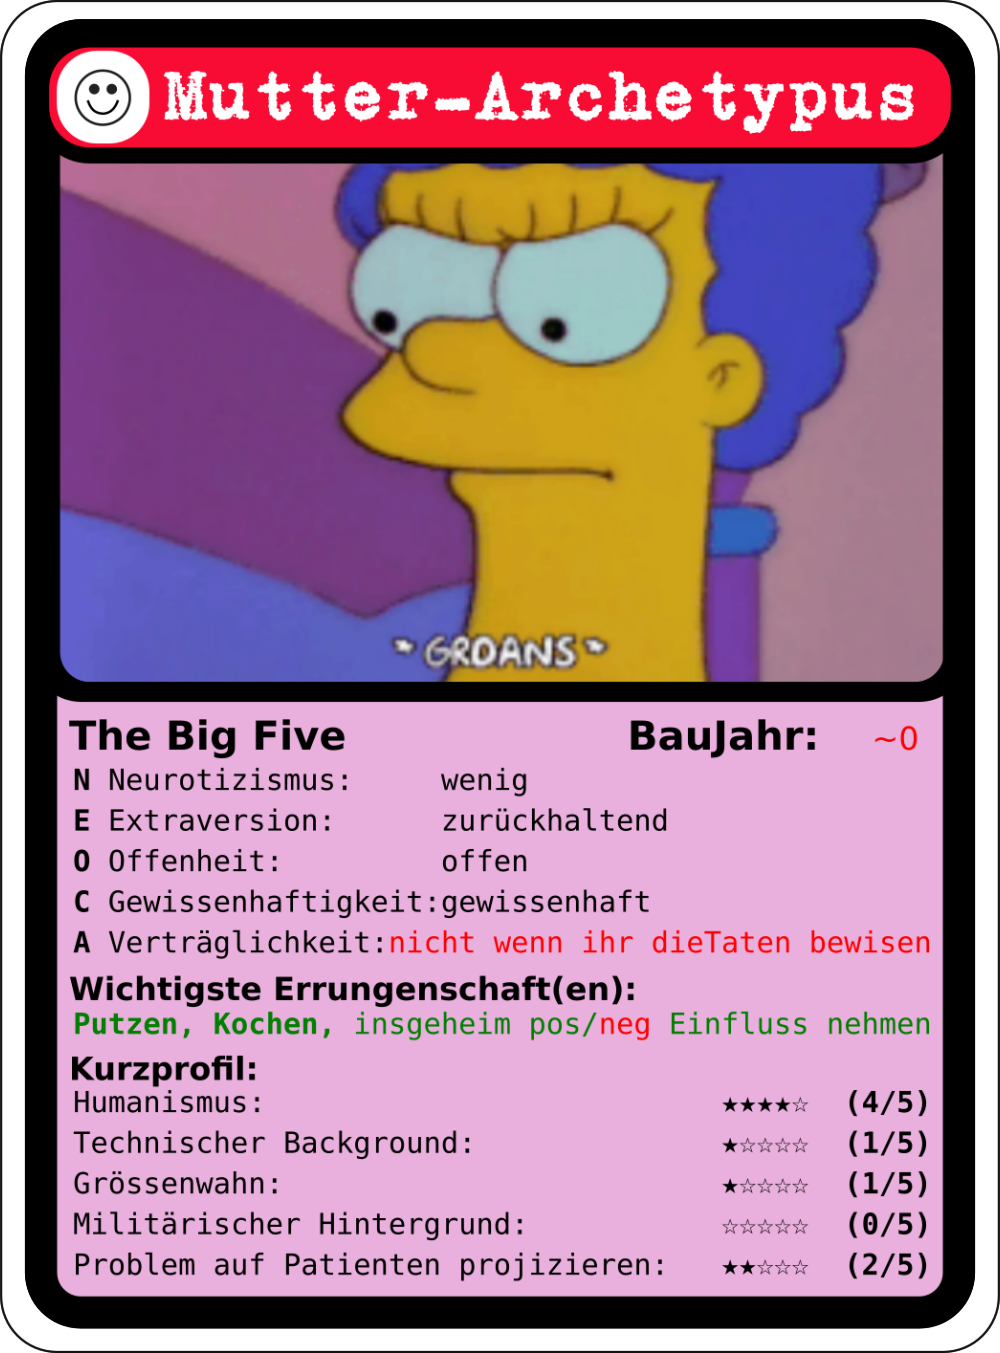 Mutter-Archetypus
* GROANS *
The Big Five BauJahr: ~0
N Neurotizismus: wenig
E Extraversion: zurückhaltend
O Offenheit: offen
C Gewissenhaftigkeit:gewissenhaft
A Verträglichkeit:nicht wenn ihr dieTaten bewisen
Wichtigste Errungenschaft(en):
Putzen, Kochen, insgeheim pos/neg Einfluss nehmen
Kurzprofil:
Humanismus: ★★★★☆ (4/5)
Technischer Background: ★☆☆☆☆ (1/5)
Grössenwahn: ★☆☆☆☆ (1/5)
Militärischer Hintergrund: ☆☆☆☆☆ (0/5)
Problem auf Patienten projizieren: ★★☆☆☆ (2/5)